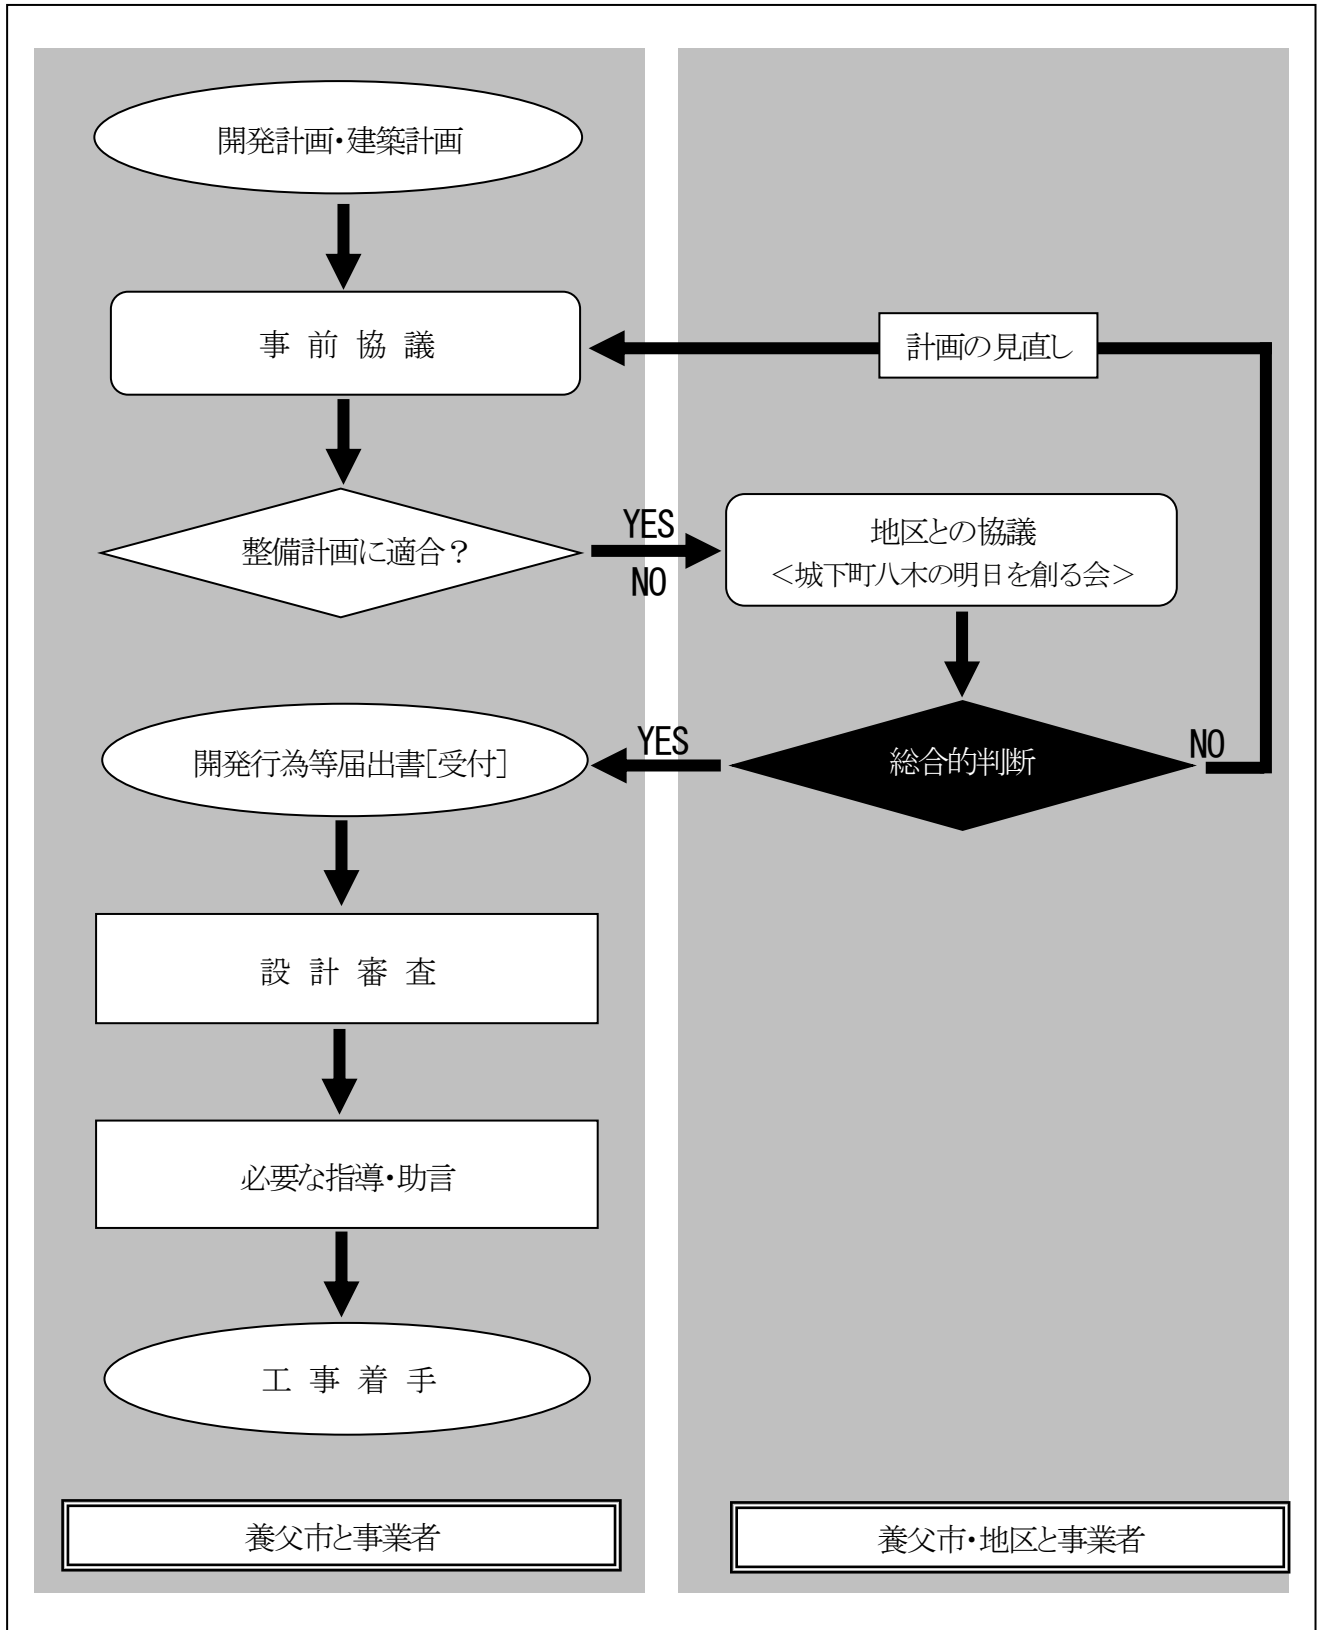 開発計画・建築計画
事前協議
計画の見直し
整備計画に適合？
YES
NO
地区との協議
＜城下町八木の明日を創る会＞
開発行為等届出書[受付]
YES
総合的判断
NO
設計審査
必要な指導・助言
工事着手
養父市と事業者
養父市・地区と事業者